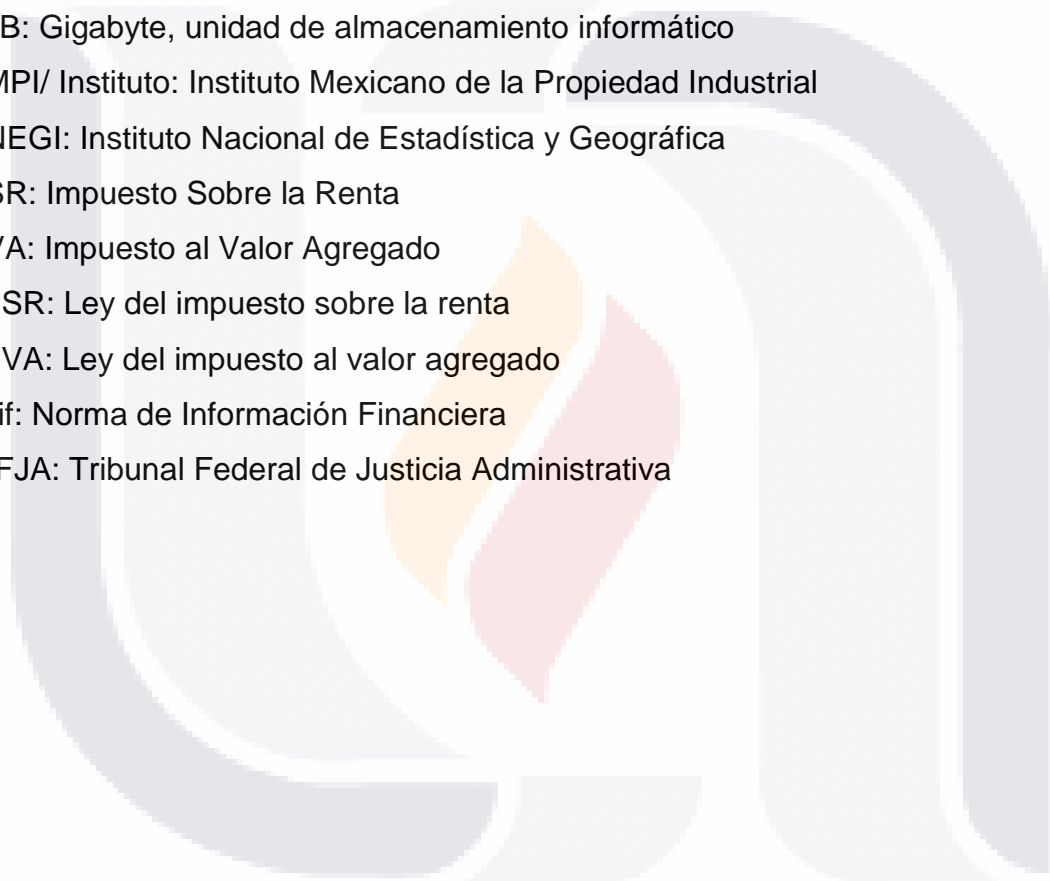 B: Gigabyte, unidad de almacenamiento informático
MPI/ Instituto: Instituto Mexicano de la Propiedad Industrial
NEGI: Instituto Nacional de Estadística y Geográfica
SR: Impuesto Sobre la Renta
VA: Impuesto al Valor Agregado
SR: Ley del impuesto sobre la renta
VA: Ley del impuesto al valor agregado
if: Norma de Información Financiera
FJA: Tribunal Federal de Justicia Administrativa